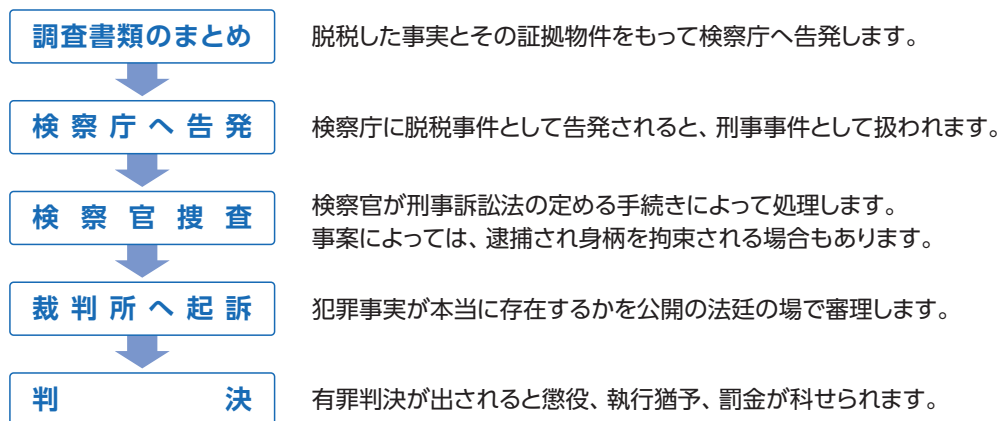 調査書類のまとめ
脱税した事実とその証拠物件をもって検察庁へ告発します。
検察庁へ告発
検察庁に脱税事件として告発されると、刑事事件として扱われます。
検察官捜査
検察官が刑事訴訟法の定める手続きによって処理します。
事案によっては、逮捕され身柄を拘束される場合もあります。
裁判所へ起訴
犯罪事実が本当に存在するかを公開の法廷の場で審理します。
判決
有罪判決が出されると懲役、執行猶予、罰金が科せられます。